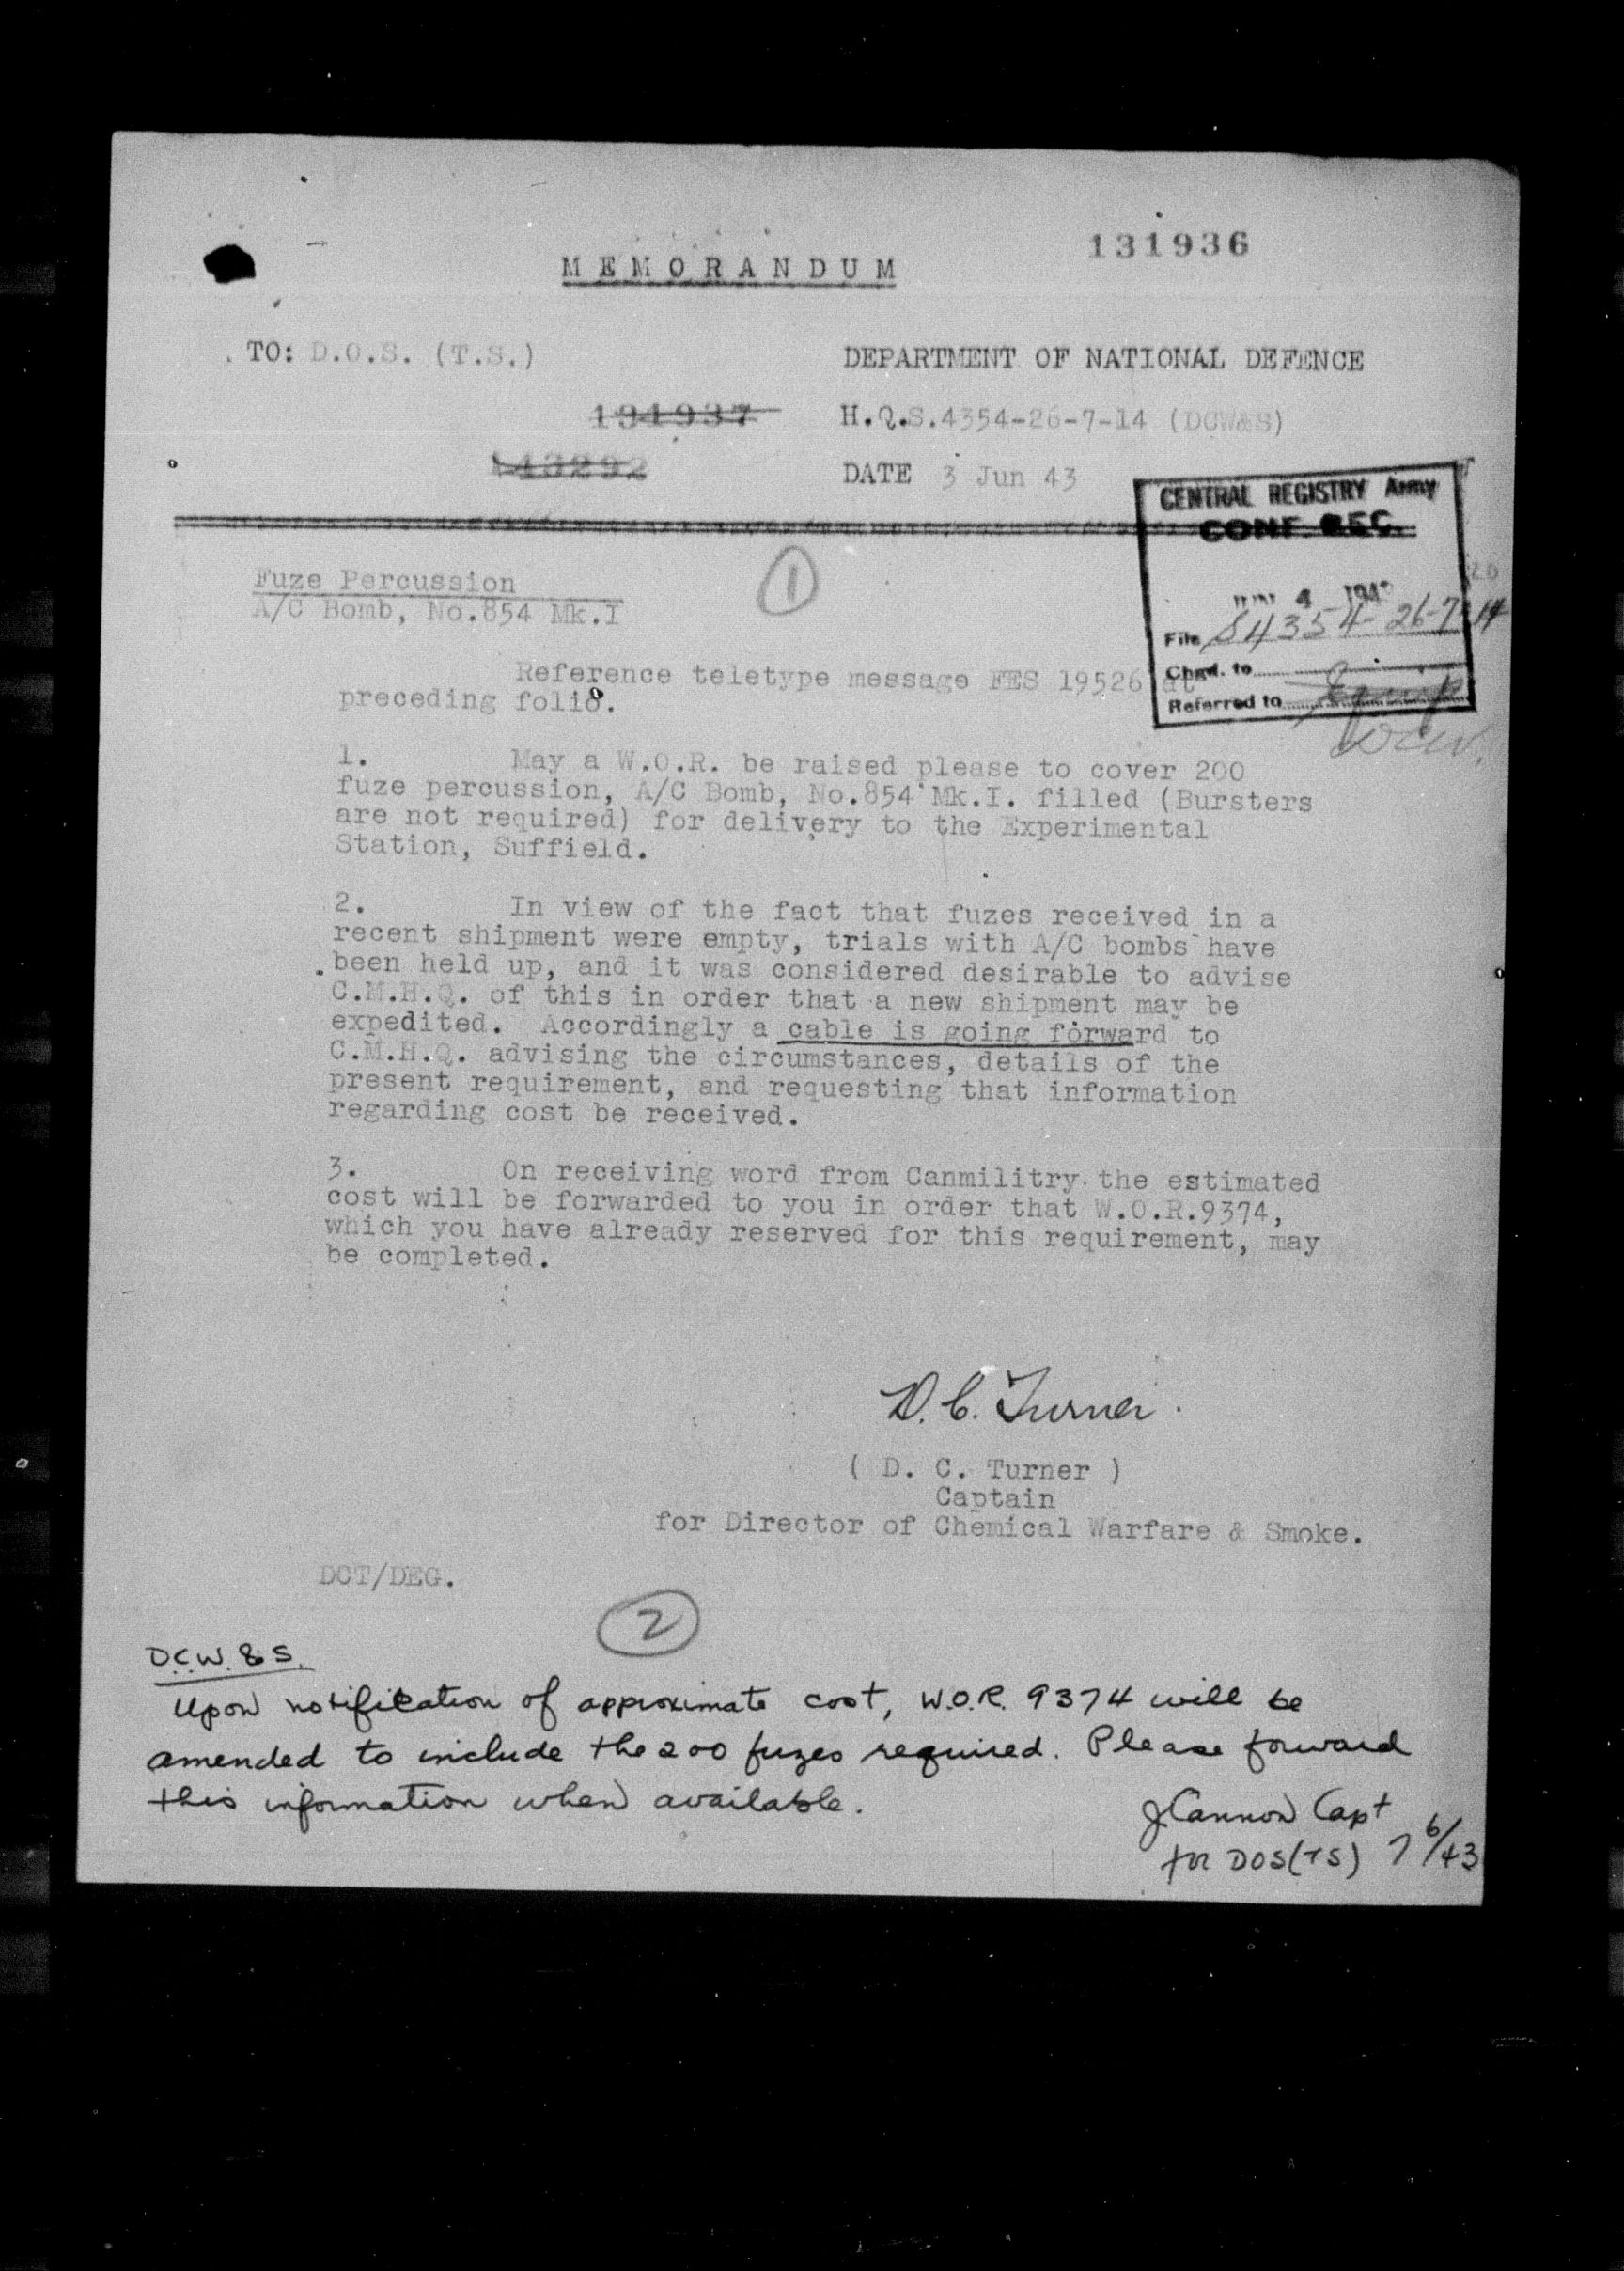 131936
MEMORANDUM
TO: D.O.S. (T.S.)
DEPARTMENT OF NATIONAL DEFENCE
131937
H.Q.S.4354-26-7-14 (DCW&S)
143292
DATE 3 Jun 43
CENTRAL REGISTRY Army
CONF. SEC.
JUN 4 1943
File S4354-26-7-14
Chgd. to
Referred to
DCW.
1
Fuze Percussion
A/C Bomb, No.854 Mk.I
Reference teletype message FES 19526 at
preceding folio.
1. May a W.O.R. be raised please to cover 200
fuze percussion, A/C Bomb, No.854 Mk.I. filled (Bursters
are not required) for delivery to the Experimental
Station, Suffield.
2. In view of the fact that fuzes received in a
recent shipment were empty, trials with A/C bombs have
been held up, and it was considered desirable to advise
C.M.H.Q. of this in order that a new shipment may be
expedited. Accordingly a cable is going forward to
C.M.H.Q. advising the circumstances, details of the
present requirement, and requesting that information
regarding cost be received.
3. On receiving word from Canmilitry the estimated
cost will be forwarded to you in order that W.O.R.9374,
which you have already reserved for this requirement, may
be completed.
D. C. Turner.
( D. C. Turner )
Captain
for Director of Chemical Warfare & Smoke.
DCT/DEG.
2
D.C.W. & S.
Upon notification of approximate cost, W.O.R. 9374 will be
amended to include the 200 fuzes required. Please forward
this information when available.
J Cannon Capt
for DOS(TS) 7 6/43